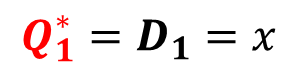 Q₁* = D₁ = x